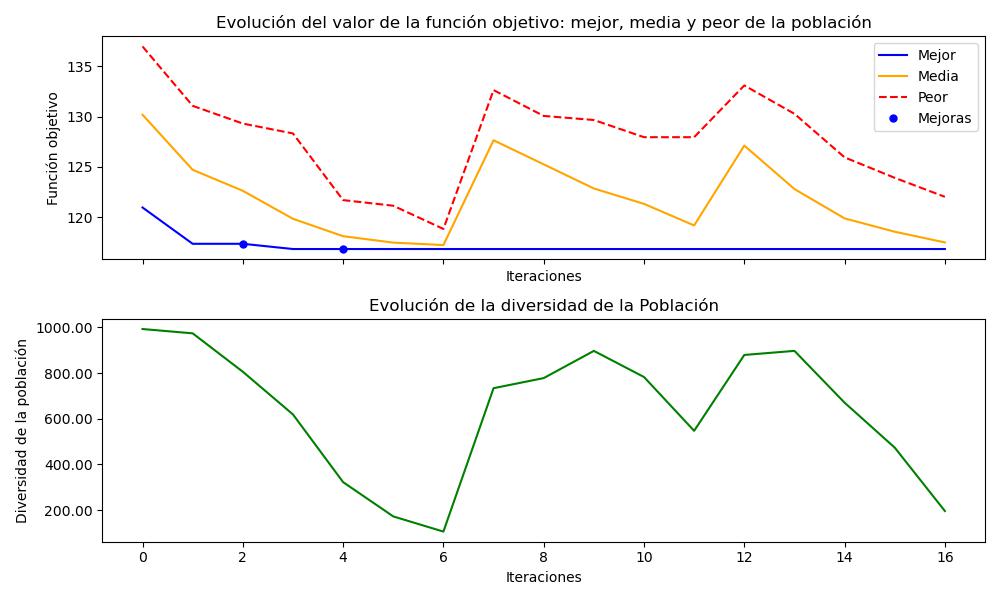 Evolución del valor de la función objetivo: mejor, media y peor de la población
Función objetivo
135
130
125
120
Mejor
Media
Peor
Mejoras
Iteraciones
Evolución de la diversidad de la Población
Diversidad de la población
1000.00
800.00
600.00
400.00
200.00
0 2 4 6 8 10 12 14 16
Iteraciones